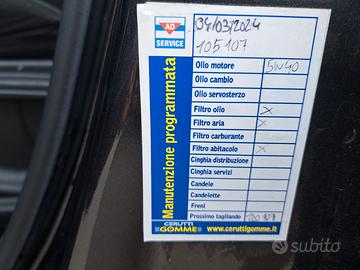 AD
SERVICE
34/03/2024
105107
Manutenzione programmata
Olio motore 5W40
Olio cambio
Olio servosterzo
Filtro olio X
Filtro aria X
Filtro carburante
Filtro abitacolo X
Cinghia distribuzione
Cinghia servizi
Candele
Candelette
Freni
Prossimo tagliando
CERUTTI
GOMME
www.ceruttigomme.it
subito